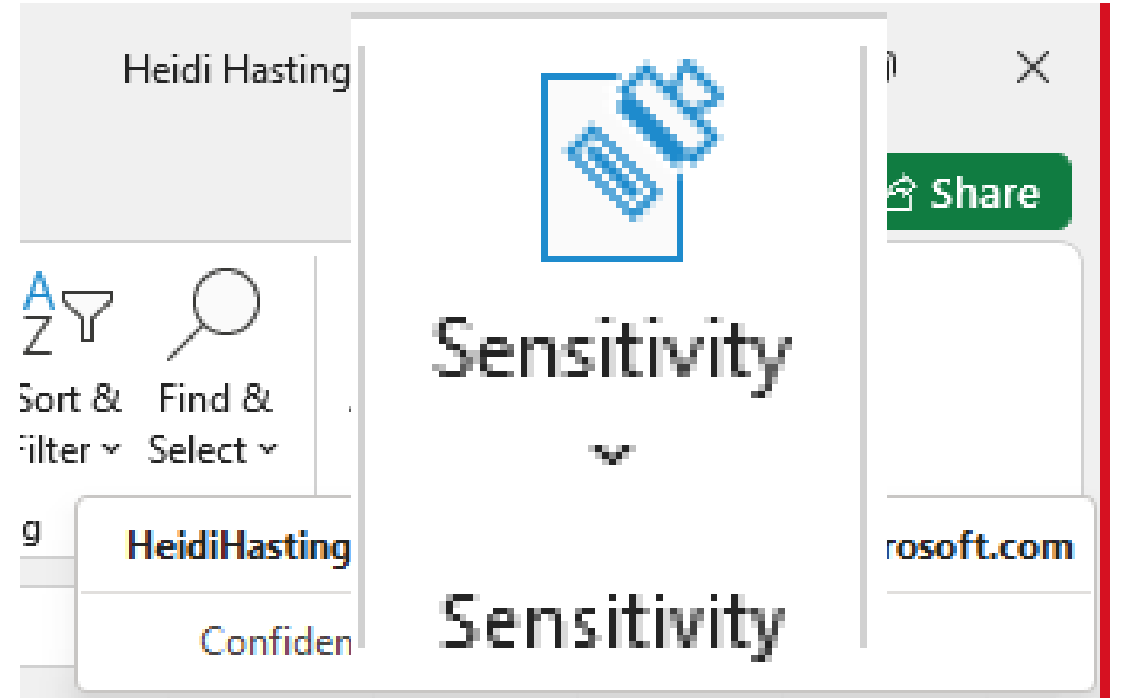 Heidi Hasting
Share
A
Z
Sort &
Filter
Find &
Select
Sensitivity
Sensitivity
g
HeidiHasting
rosoft.com
Confiden